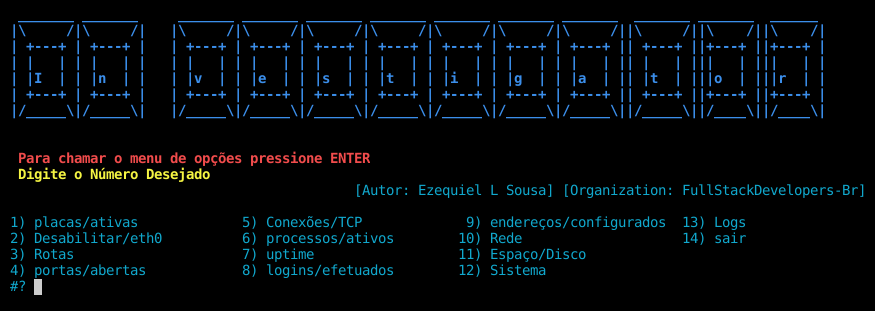 In vestigator
Para chamar o menu de opções pressione ENTER
Digite o Número Desejado
[Autor: Ezequiel L Sousa] [Organization: FullStackDevelopers-Br]
1) placas/ativas 5) Conexões/TCP 9) endereços/configurados 13) Logs
2) Desabilitar/eth0 6) processos/ativos 10) Rede 14) sair
3) Rotas 7) uptime 11) Espaço/Disco
4) portas/abertas 8) logins/efetuados 12) Sistema
#?